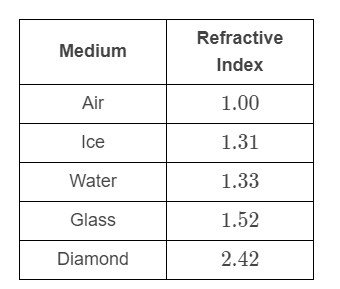 Medium Refractive Index
Air 1.00
Ice 1.31
Water 1.33
Glass 1.52
Diamond 2.42